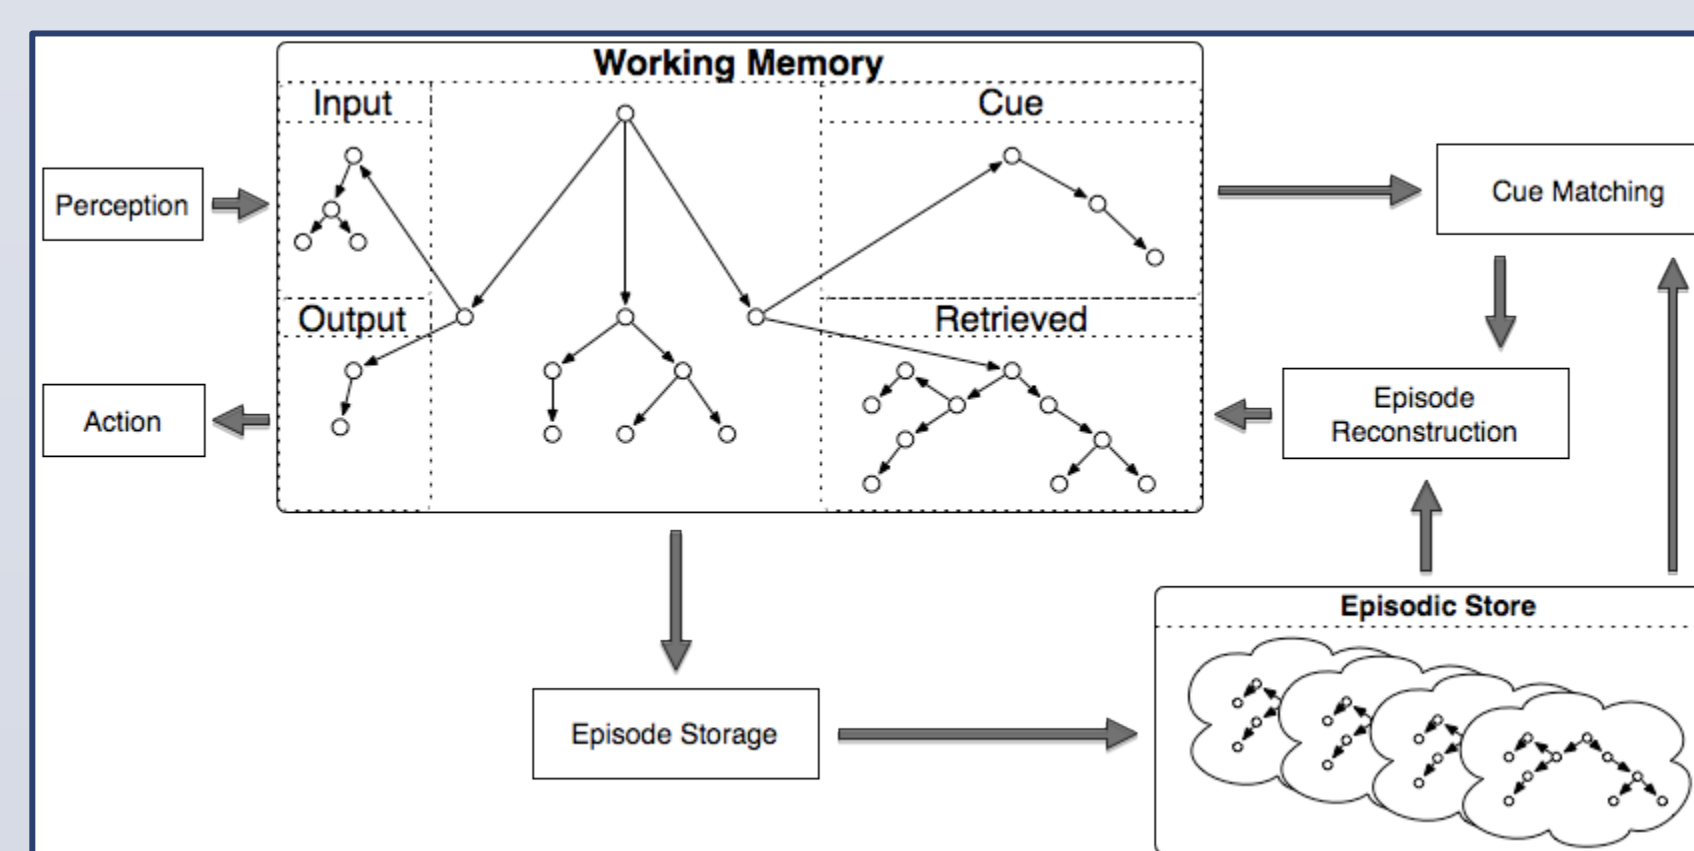 Working Memory
Input
Cue
Perception
Cue Matching
Output
Retrieved
Action
Episode
Reconstruction
Episodic Store
Episode Storage